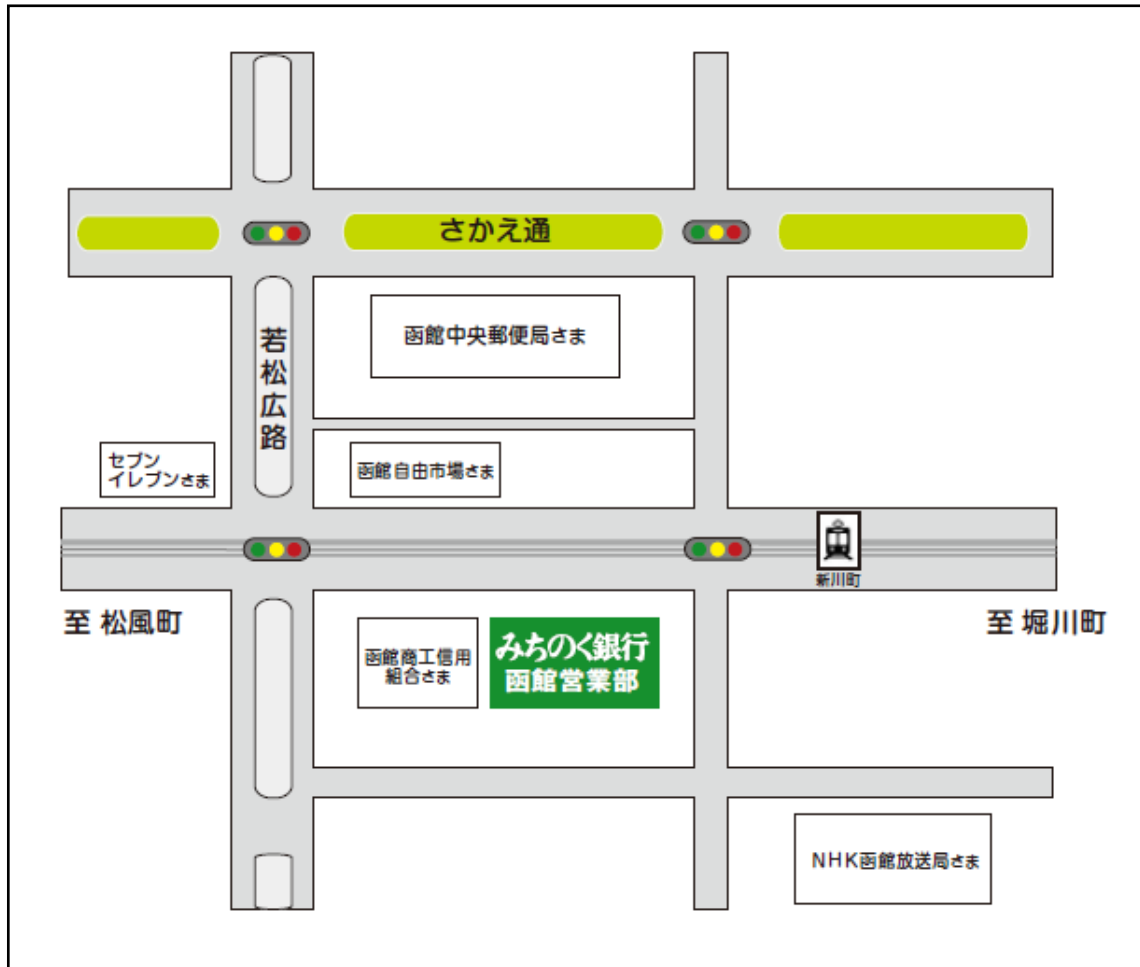 さかえ通
函館中央郵便局さま
若松広路
セブン
イレブンさま
函館自由市場さま
新川町
至 松風町
至 堀川町
函館商工信用
組合さま
みちのく銀行
函館営業部
NHK函館放送局さま